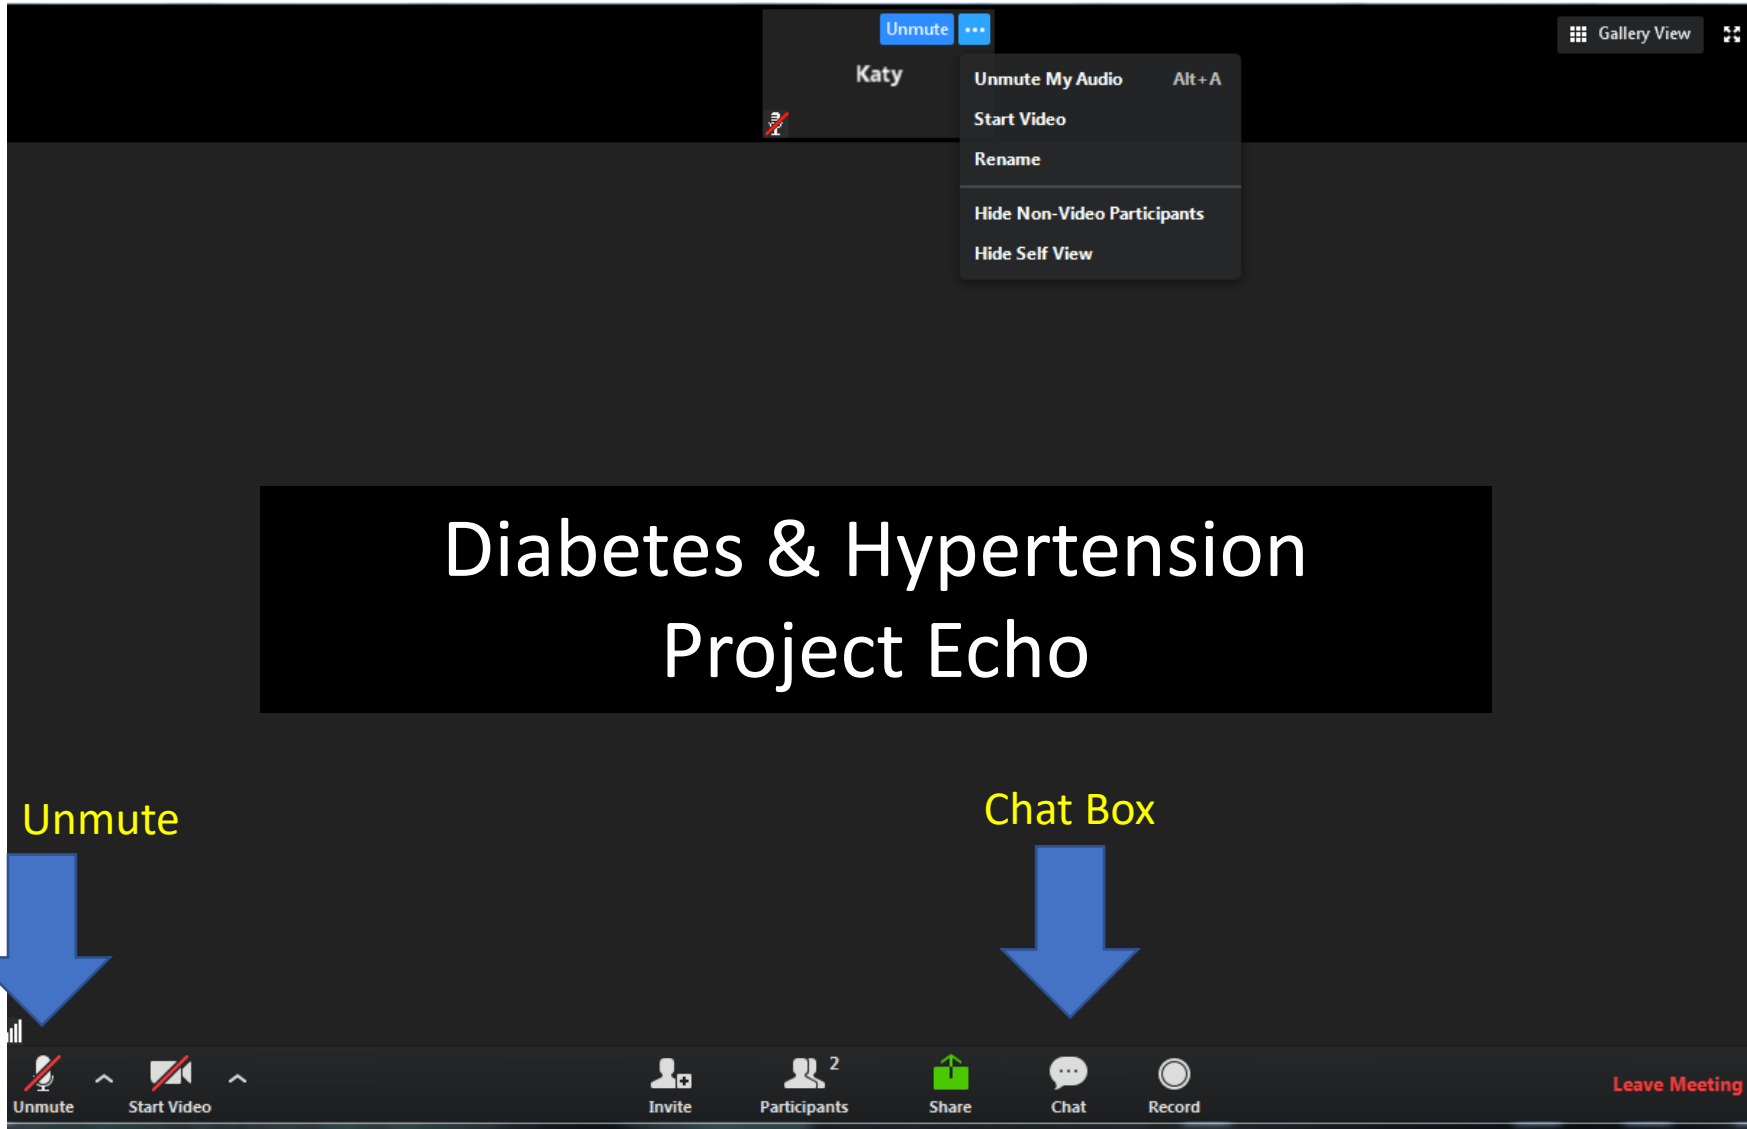 Unmute ...
Gallery View
Katy
Unmute My Audio Alt+A
Start Video
Rename
Hide Non-Video Participants
Hide Self View
Diabetes & Hypertension
Project Echo
Unmute
Chat Box
Unmute
Start Video
Invite
Participants 2
Share
Chat
Record
Leave Meeting